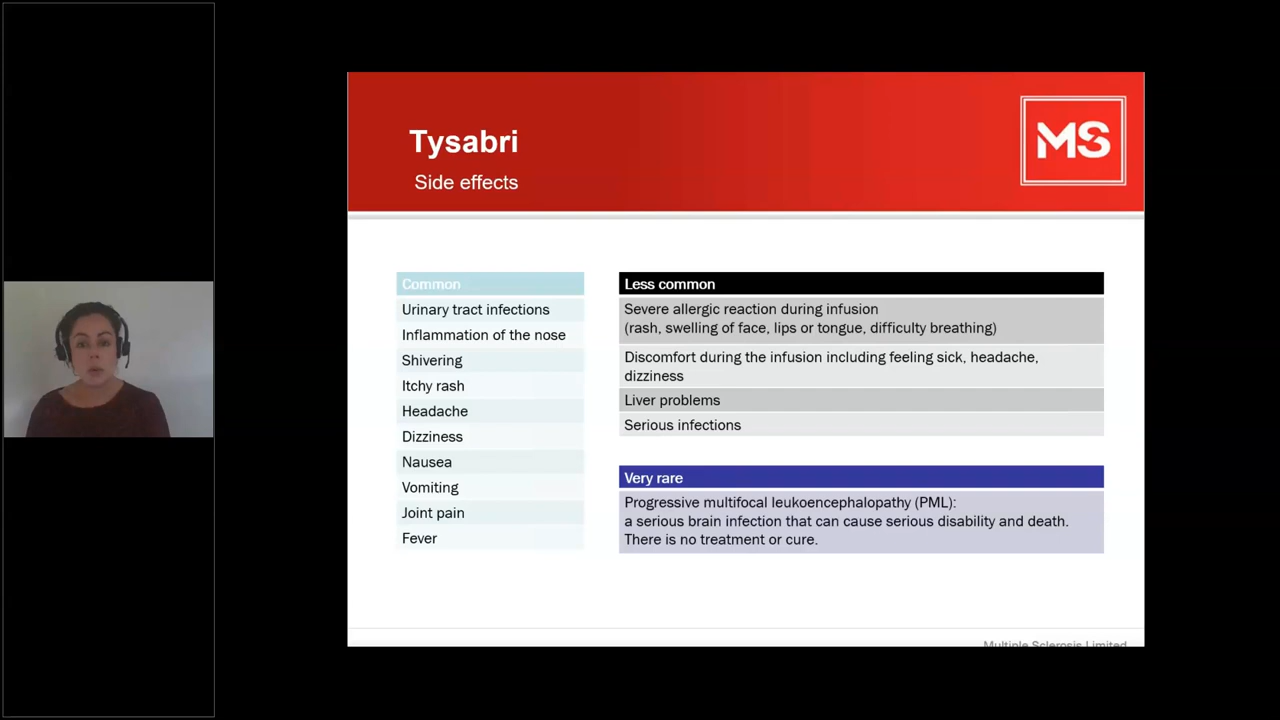 Tysabri
Side effects
MS
Common
Urinary tract infections
Inflammation of the nose
Shivering
Itchy rash
Headache
Dizziness
Nausea
Vomiting
Joint pain
Fever
Less common
Severe allergic reaction during infusion
(rash, swelling of face, lips or tongue, difficulty breathing)
Discomfort during the infusion including feeling sick, headache,
dizziness
Liver problems
Serious infections
Very rare
Progressive multifocal leukoencephalopathy (PML):
a serious brain infection that can cause serious disability and death.
There is no treatment or cure.
Multiple Sclerosis Limited